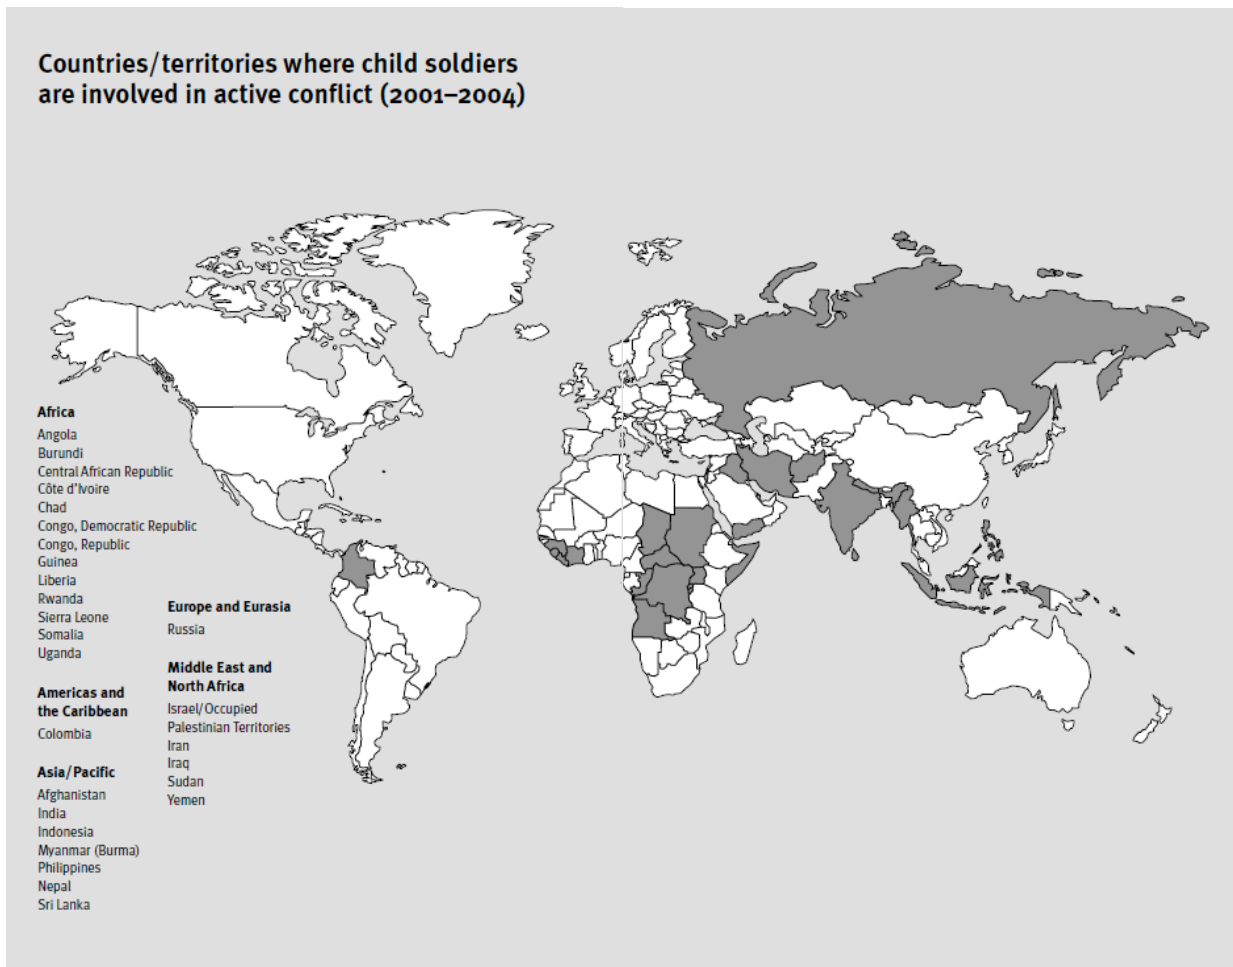 Countries/territories where child soldiers
are involved in active conflict (2001–2004)
Africa
Angola
Burundi
Central African Republic
Côte d'Ivoire
Chad
Congo, Democratic Republic
Congo, Republic
Guinea
Liberia
Rwanda
Sierra Leone
Somalia
Uganda
Americas and
the Caribbean
Colombia
Asia/Pacific
Afghanistan
India
Indonesia
Myanmar (Burma)
Philippines
Nepal
Sri Lanka
Europe and Eurasia
Russia
Middle East and
North Africa
Israel/Occupied
Palestinian Territories
Iran
Iraq
Sudan
Yemen